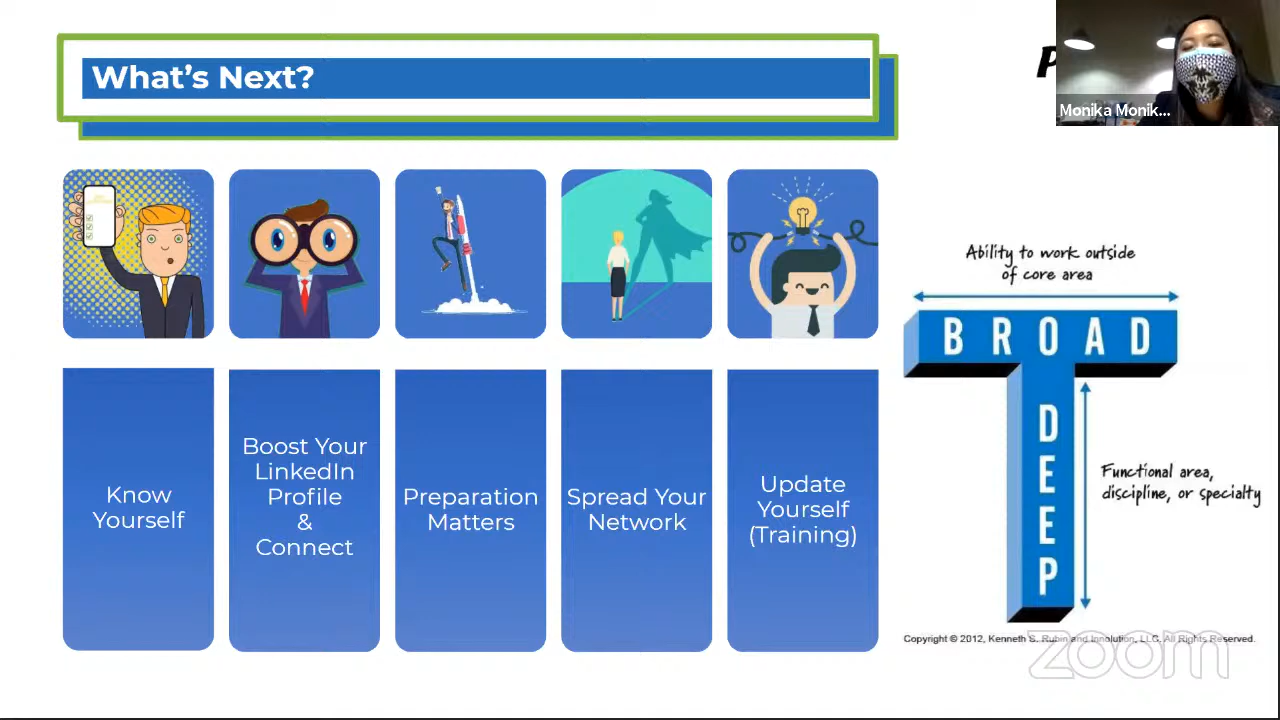 What's Next?
Monika Monik...
Know
Yourself
Boost Your
LinkedIn
Profile
&
Connect
Preparation
Matters
Spread Your
Network
Update
Yourself
(Training)
Ability to work outside
of core area
BROAD
DEEP
Functional area,
discipline, or specialty
Copyright © 2012, Kenneth S. Rubin and Innolution, LLC. All Rights Reserved.
zoom